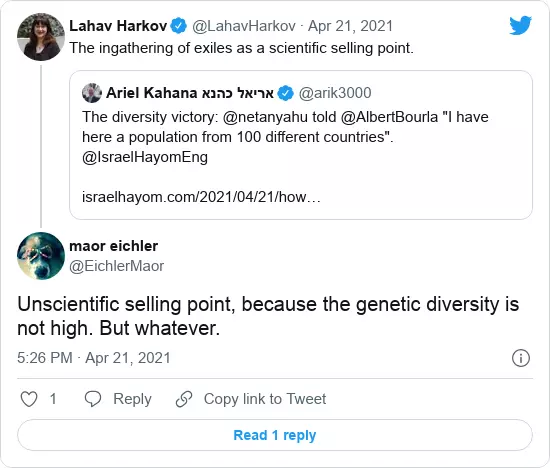 Lahav Harkov @LahavHarkov · Apr 21, 2021
The ingathering of exiles as a scientific selling point.
Ariel Kahana אריאל כהנא @arik3000
The diversity victory: @netanyahu told @AlbertBourla "I have
here a population from 100 different countries".
@IsraelHayomEng
israelhayom.com/2021/04/21/how…
maor eichler
@EichlerMaor
Unscientific selling point, because the genetic diversity is
not high. But whatever.
5:26 PM · Apr 21, 2021
1 Reply Copy link to Tweet
Read 1 reply